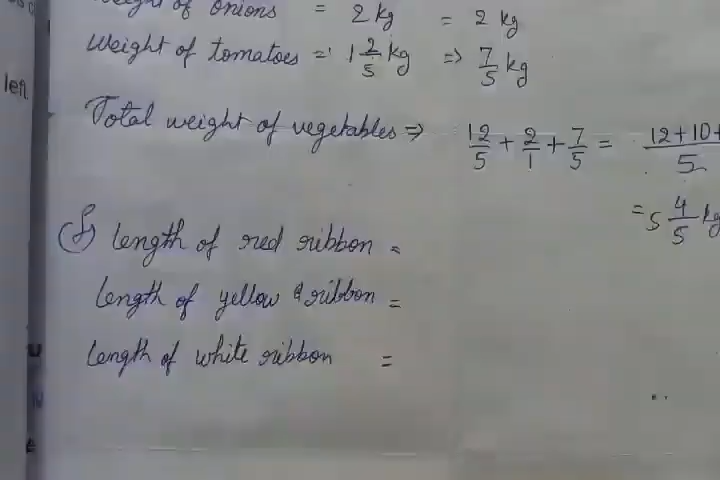 of onions = 2 kg = 2 kg
Weight of tomatoes = 1 2/5 kg => 7/5 kg
left
Total weight of vegetables => 12/5 + 2/1 + 7/5 = 12+10+/5
= 5 4/5 kg
length of red ribbon =
length of yellow ribbon =
length of white ribbon =